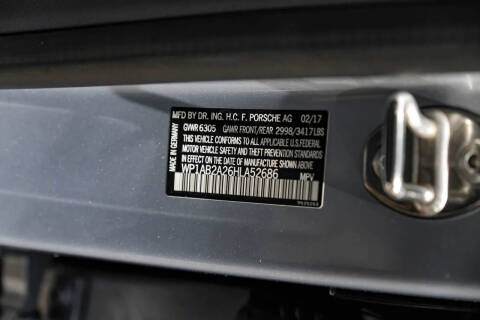 MFD BY DR. ING. H.C. F. PORSCHE AG 02/17
GVWR 6305 GAWR FRONT/REAR 2998/3417LBS
THIS VEHICLE CONFORMS TO ALL APPLICABLE U.S.FEDERAL
MOTOR VEHICLE SAFETY AND THEFT PREVENTION STANDARDS
IN EFFECT ON THE DATE OF MANUFACTURE SHOWN ABOVE
WP1AB2A26HLA52686 MPV
MADE IN GERMANY